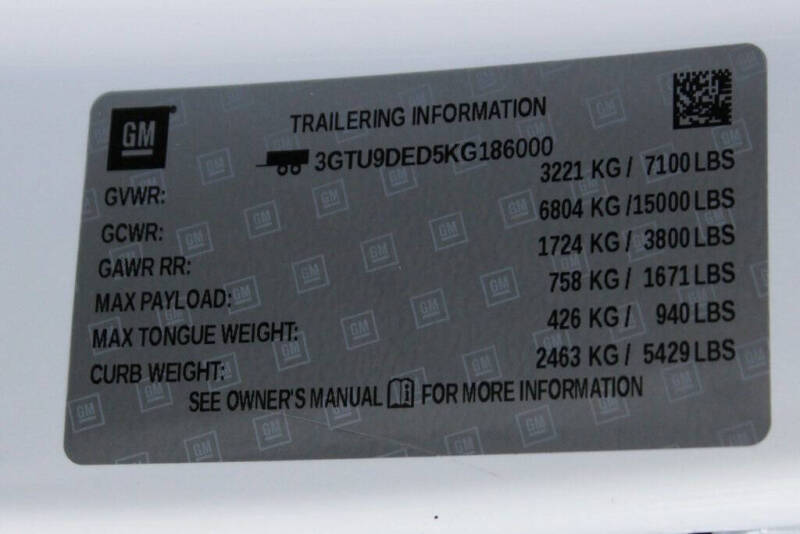 GM TRAILERING INFORMATION
3GTU9DED5KG186000
GVWR: 3221 KG / 7100 LBS
GCWR: 6804 KG /15000 LBS
GAWR RR: 1724 KG / 3800 LBS
MAX PAYLOAD: 758 KG / 1671 LBS
MAX TONGUE WEIGHT: 426 KG / 940 LBS
CURB WEIGHT: 2463 KG / 5429 LBS
SEE OWNER'S MANUAL FOR MORE INFORMATION